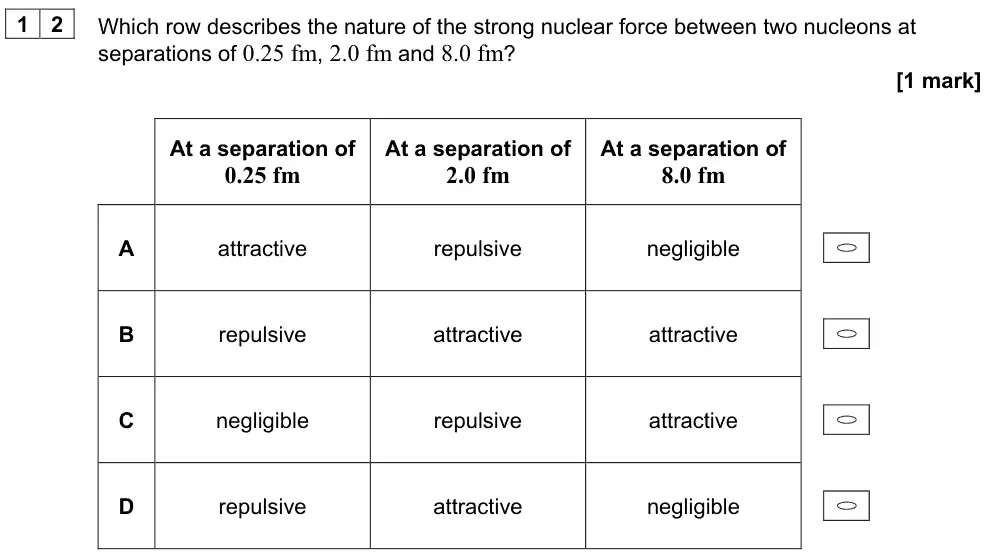 1 2 Which row describes the nature of the strong nuclear force between two nucleons at
separations of 0.25 fm, 2.0 fm and 8.0 fm?
[1 mark]
At a separation of At a separation of At a separation of
0.25 fm 2.0 fm 8.0 fm
A attractive repulsive negligible
B repulsive attractive attractive
C negligible repulsive attractive
D repulsive attractive negligible